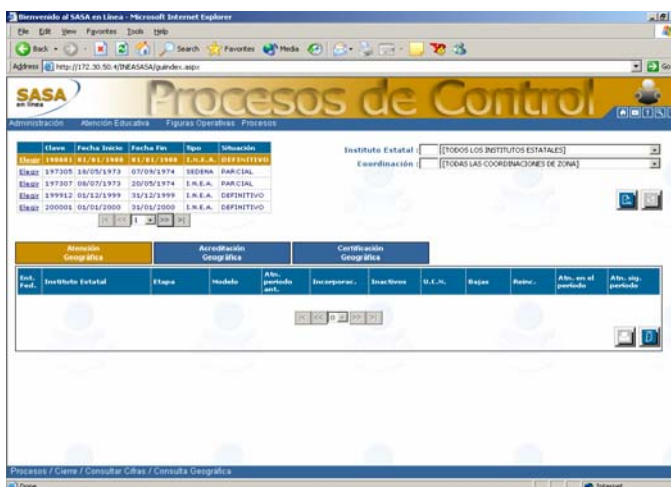 Bienvenido al SASA en Línea - Microsoft Internet Explorer
File Edit View Favorites Tools Help
Back Search Favorites Media
Address http://172.30.50.4/INEASASA/guindex.aspx Go
SASA
en línea
Procesos de Control
Administración Atención Educativa Figuras Operativas Procesos
Clave Fecha Inicio Fecha Fin Tipo Situación
Elegir 198001 01/01/1980 01/01/1980 I.N.E.A. DEFINITIVO
Elegir 197305 18/05/1973 07/09/1974 SEDENA PARCIAL
Elegir 197307 08/07/1973 20/05/1974 I.N.E.A. PARCIAL
Elegir 199912 01/12/1999 31/12/1999 I.N.E.A. DEFINITIVO
Elegir 200001 01/01/2000 31/01/2000 I.N.E.A. DEFINITIVO
|< << 1 >> >|
Instituto Estatal : [[TODOS LOS INSTITUTOS ESTATALES]
Coordinación : [[TODAS LAS COORDINACIONES DE ZONA]
Atención Geográfica
Acreditación Geográfica
Certificación Geográfica
Ent. Fed. Instituto Estatal Etapa Modelo Atn. periodo ant. Incorporac. Inactivos U.C.N. Bajas Reinc. Atn. en el periodo Atn. sig. periodo
|< << 0 >> >|
Procesos / Cierre / Consultar Cifras / Consulta Geográfica
Done Internet